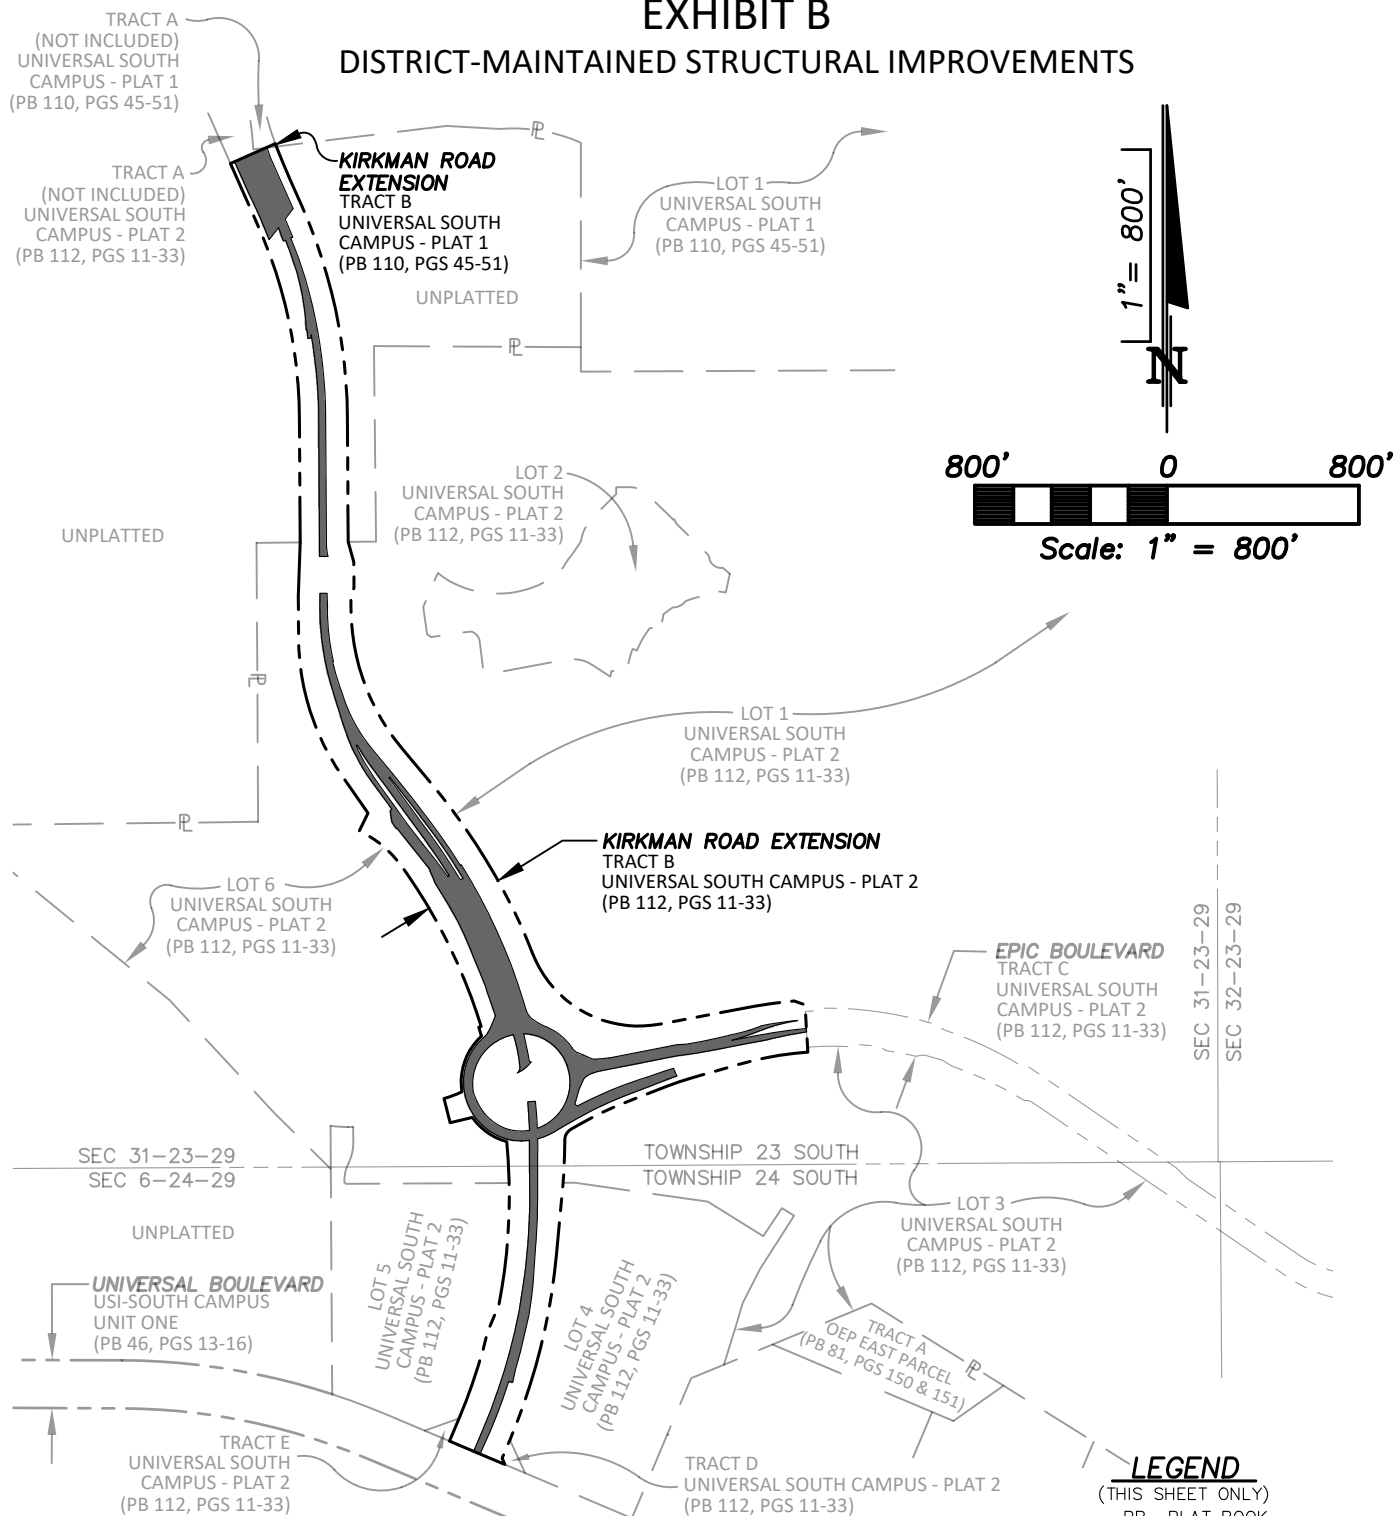 EXHIBIT B
DISTRICT-MAINTAINED STRUCTURAL IMPROVEMENTS
TRACT A
(NOT INCLUDED)
UNIVERSAL SOUTH
CAMPUS - PLAT 1
(PB 110, PGS 45-51)
TRACT A
(NOT INCLUDED)
UNIVERSAL SOUTH
CAMPUS - PLAT 2
(PB 112, PGS 11-33)
KIRKMAN ROAD
EXTENSION
TRACT B
UNIVERSAL SOUTH
CAMPUS - PLAT 1
(PB 110, PGS 45-51)
PL
LOT 1
UNIVERSAL SOUTH
CAMPUS - PLAT 1
(PB 110, PGS 45-51)
1"= 800'
N
UNPLATTED
PL
800' 0 800'
Scale: 1" = 800'
LOT 2
UNIVERSAL SOUTH
CAMPUS - PLAT 2
(PB 112, PGS 11-33)
UNPLATTED
PL
LOT 1
UNIVERSAL SOUTH
CAMPUS - PLAT 2
(PB 112, PGS 11-33)
PL
KIRKMAN ROAD EXTENSION
TRACT B
UNIVERSAL SOUTH CAMPUS - PLAT 2
(PB 112, PGS 11-33)
LOT 6
UNIVERSAL SOUTH
CAMPUS - PLAT 2
(PB 112, PGS 11-33)
EPIC BOULEVARD
TRACT C
UNIVERSAL SOUTH
CAMPUS - PLAT 2
(PB 112, PGS 11-33)
SEC 31-23-29
SEC 32-23-29
SEC 31-23-29
SEC 6-24-29
TOWNSHIP 23 SOUTH
TOWNSHIP 24 SOUTH
UNPLATTED
LOT 3
UNIVERSAL SOUTH
CAMPUS - PLAT 2
(PB 112, PGS 11-33)
UNIVERSAL BOULEVARD
USI-SOUTH CAMPUS
UNIT ONE
(PB 46, PGS 13-16)
LOT 5
UNIVERSAL SOUTH
CAMPUS - PLAT 2
(PB 112, PGS 11-33)
LOT 4
UNIVERSAL SOUTH
CAMPUS - PLAT 2
(PB 112, PGS 11-33)
TRACT A
OEP EAST PARCEL
(PB 81, PGS 150 & 151)
PL
TRACT E
UNIVERSAL SOUTH
CAMPUS - PLAT 2
(PB 112, PGS 11-33)
TRACT D
UNIVERSAL SOUTH CAMPUS - PLAT 2
(PB 112, PGS 11-33)
LEGEND
(THIS SHEET ONLY)
PB PLAT BOOK